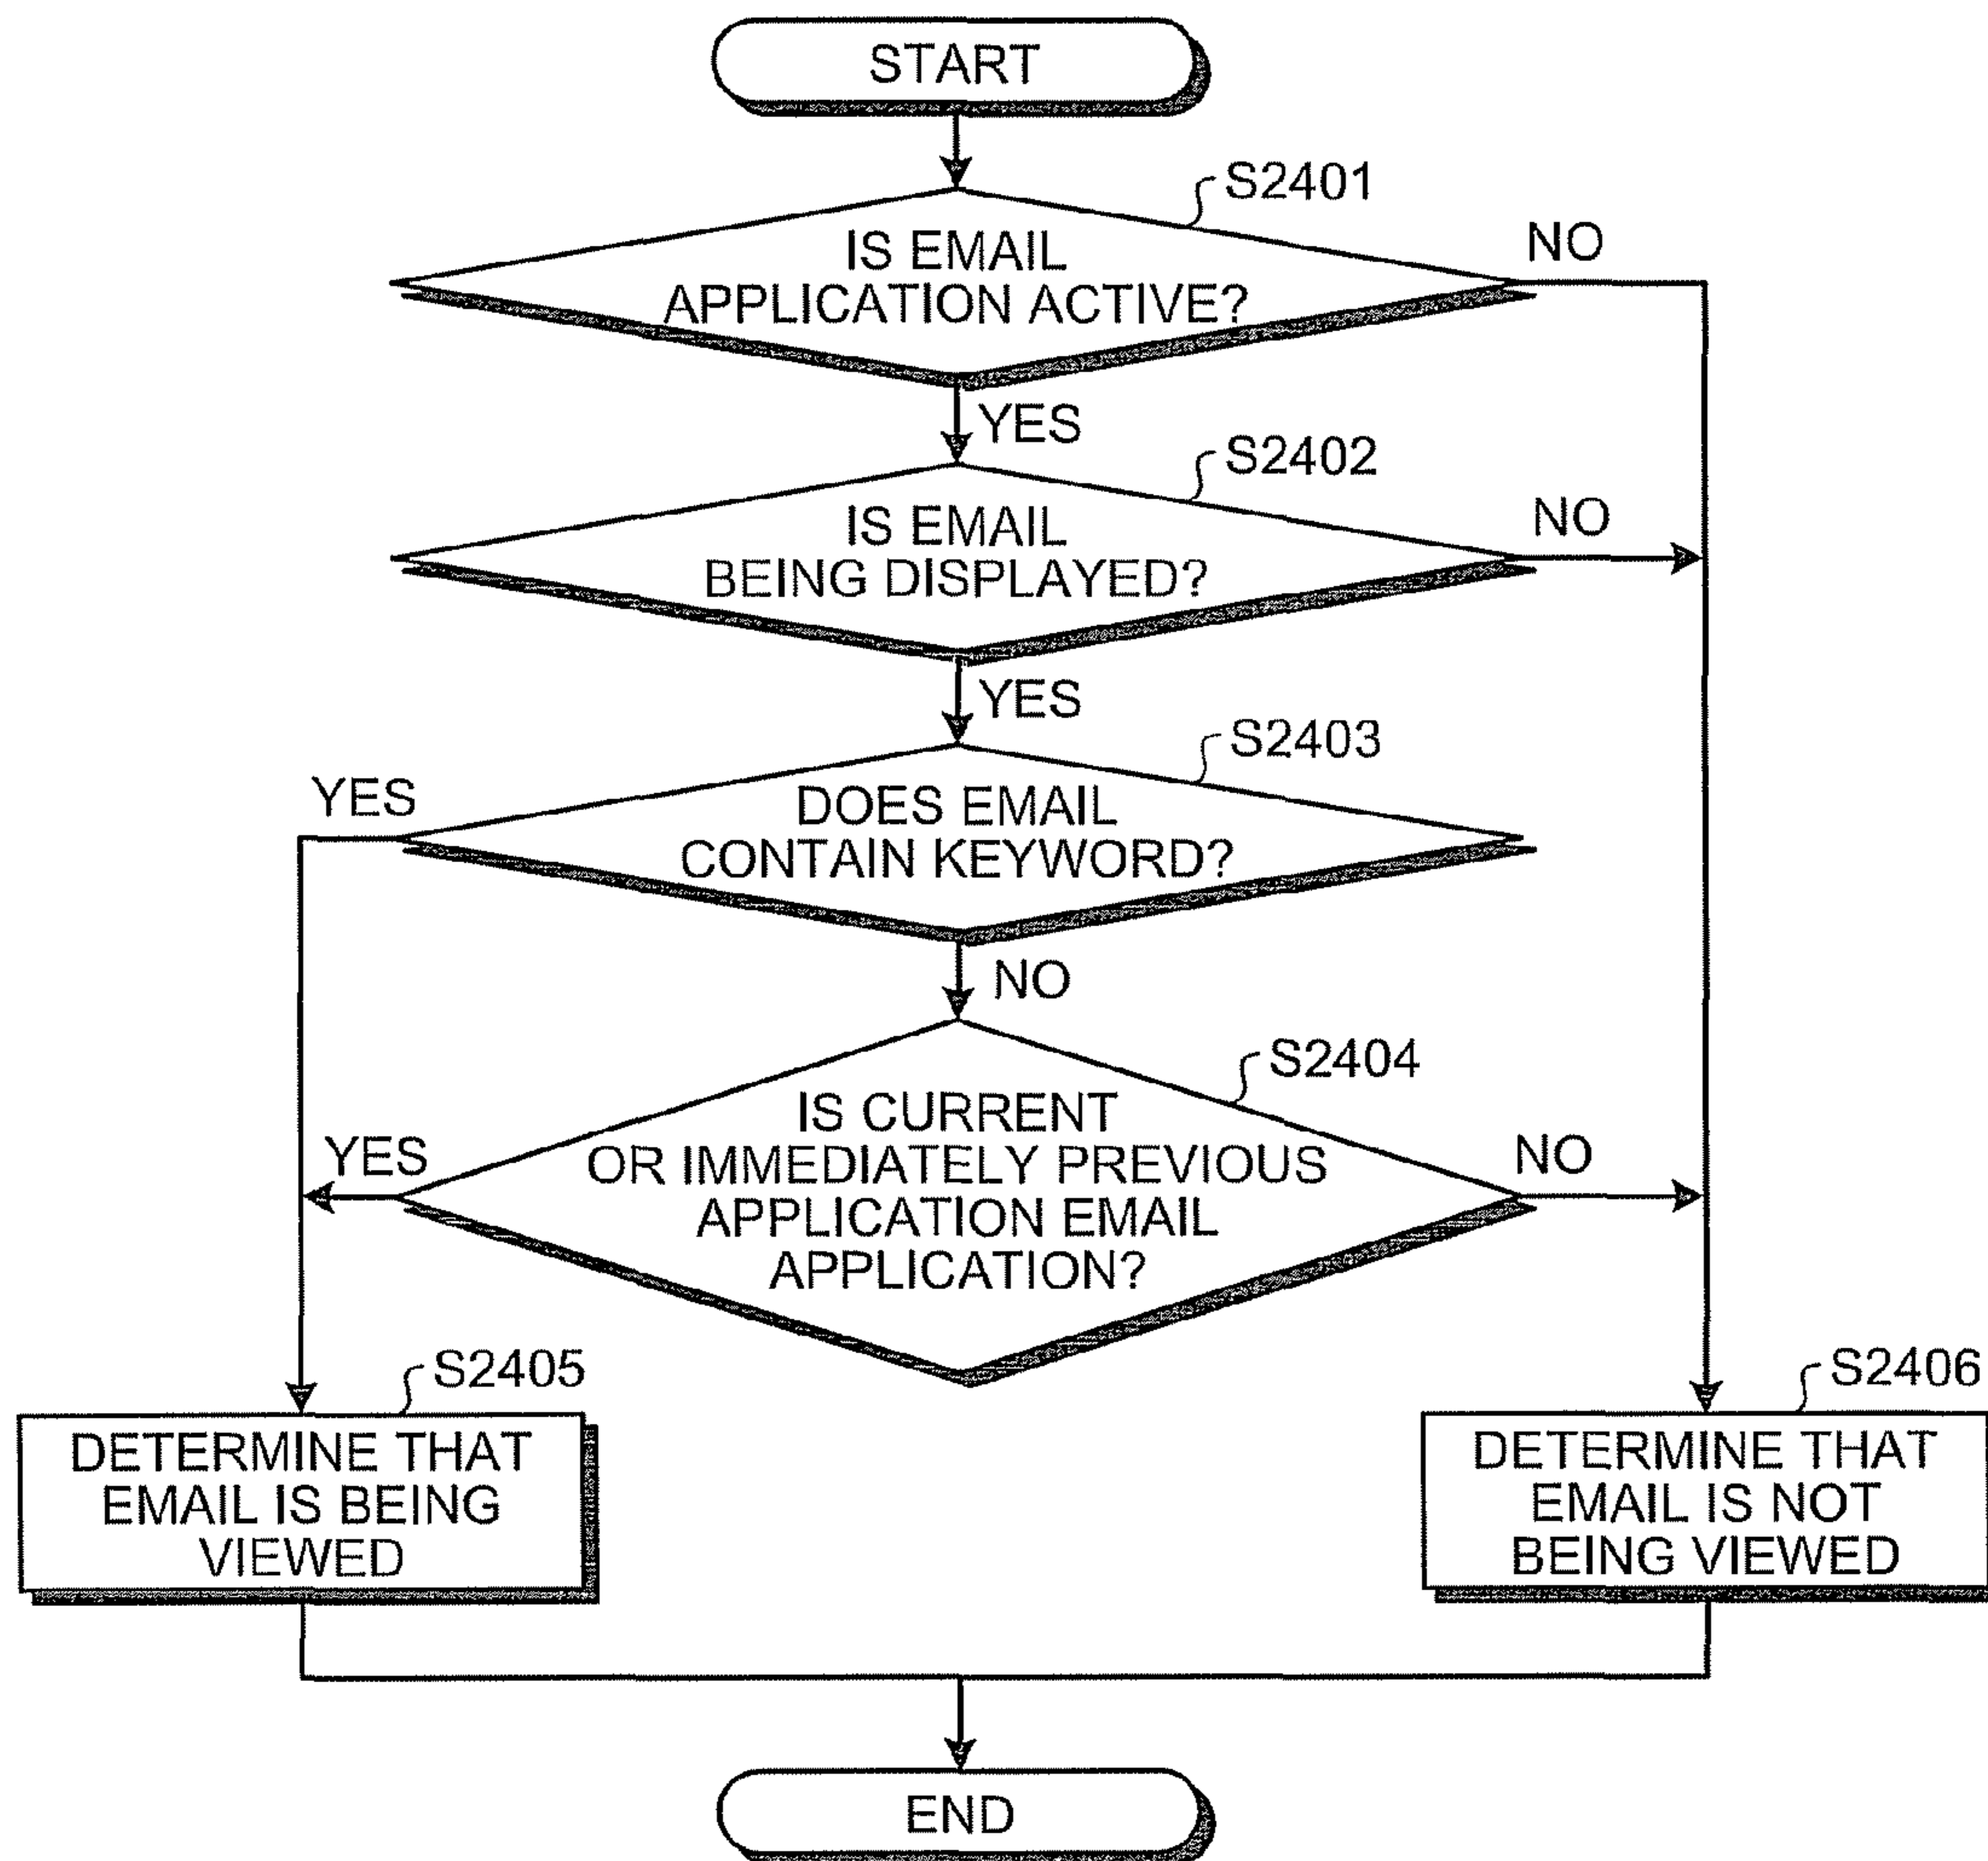 START
S2401
IS EMAIL
APPLICATION ACTIVE?
NO
YES
S2402
IS EMAIL
BEING DISPLAYED?
NO
YES
S2403
YES
DOES EMAIL
CONTAIN KEYWORD?
NO
S2404
IS CURRENT
OR IMMEDIATELY PREVIOUS
APPLICATION EMAIL
APPLICATION?
YES
NO
S2405
DETERMINE THAT
EMAIL IS BEING
VIEWED
S2406
DETERMINE THAT
EMAIL IS NOT
BEING VIEWED
END